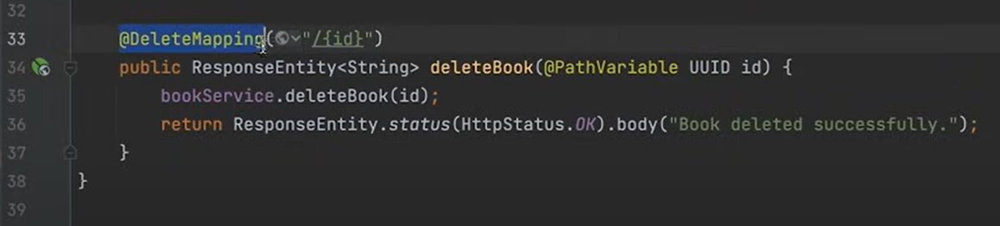 32
33 @DeleteMapping("/{id}")
34 public ResponseEntity<String> deleteBook(@PathVariable UUID id) {
35 bookService.deleteBook(id);
36 return ResponseEntity.status(HttpStatus.OK).body("Book deleted successfully.");
37 }
38 }
39